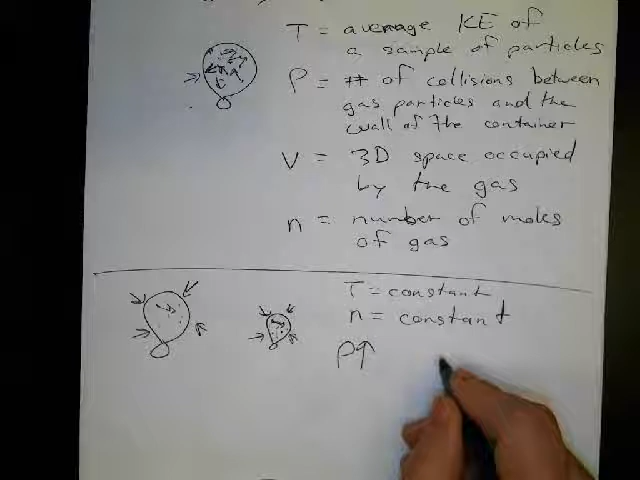 T = average KE of
a sample of particles
P = # of collisions between
gas particles and the
wall of the container
V = 3D space occupied
by the gas
n = number of moles
of gas
T = constant
n = constant
P↑